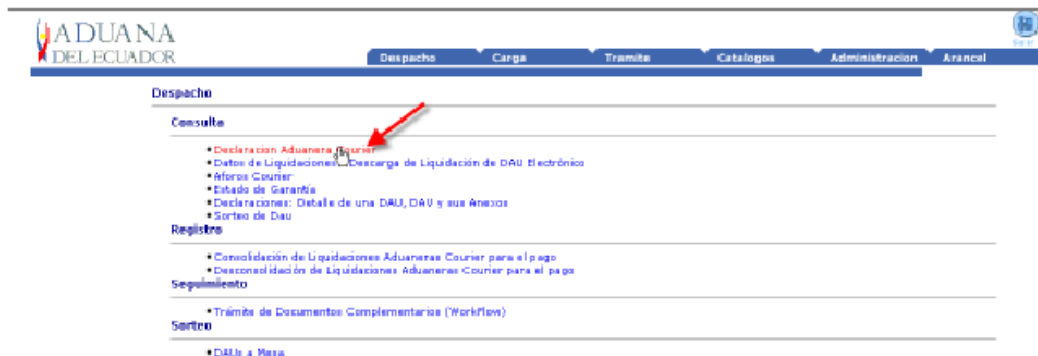 ADUANA
DEL ECUADOR
Despacho Carga Tramite Catalogos Administracion Arancel
Despacho
Consulta
Declaracion Aduanera Courier
Datos de Liquidaciones Descarga de Liquidación de DAU Electrónico
Aforos Courier
Estado de Garantía
Declaraciones: Detalle de una DAU, DAV y sus Anexos
Sorteo de Dau
Registro
Consolidación de Liquidaciones Aduaneras Courier para el pago
Desconsolidación de Liquidaciones Aduaneras Courier para el pago
Seguimiento
Trámite de Documentos Complementarios (Workflow)
Sorteo
DAUs a Mesa